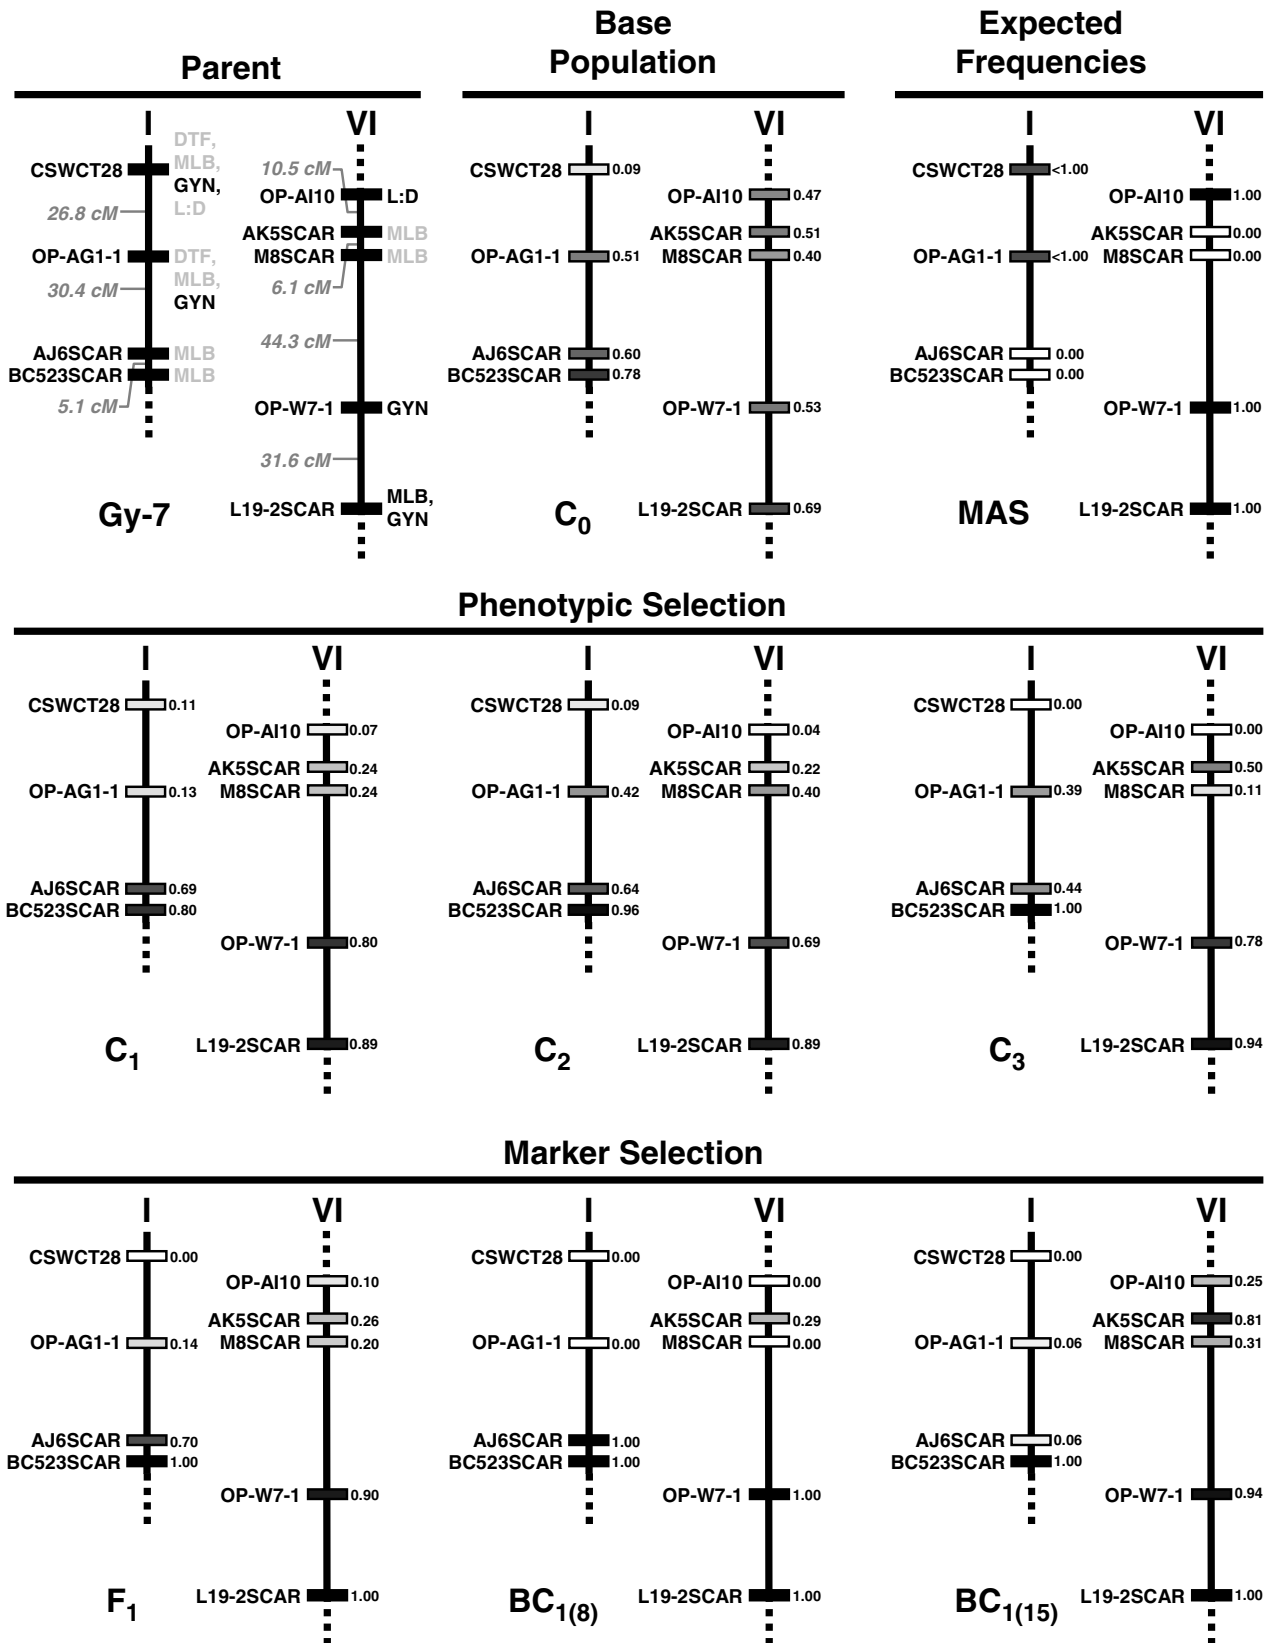 Parent
Base
Population
Expected
Frequencies
I
VI
CSWCT28
DTF,
MLB,
GYN,
L:D
26.8 cM
OP-AG1-1
DTF,
MLB,
GYN
30.4 cM
AJ6SCAR
MLB
BC523SCAR
MLB
5.1 cM
10.5 cM
OP-AI10
L:D
AK5SCAR
MLB
M8SCAR
MLB
6.1 cM
44.3 cM
OP-W7-1
GYN
31.6 cM
L19-2SCAR
MLB,
GYN
Gy-7
I
VI
CSWCT28 0.09
OP-AG1-1 0.51
AJ6SCAR 0.60
BC523SCAR 0.78
OP-AI10 0.47
AK5SCAR 0.51
M8SCAR 0.40
OP-W7-1 0.53
L19-2SCAR 0.69
C0
I
VI
CSWCT28 <1.00
OP-AG1-1 <1.00
AJ6SCAR 0.00
BC523SCAR 0.00
OP-AI10 1.00
AK5SCAR 0.00
M8SCAR 0.00
OP-W7-1 1.00
L19-2SCAR 1.00
MAS
Phenotypic Selection
I
VI
CSWCT28 0.11
OP-AG1-1 0.13
AJ6SCAR 0.69
BC523SCAR 0.80
OP-AI10 0.07
AK5SCAR 0.24
M8SCAR 0.24
OP-W7-1 0.80
L19-2SCAR 0.89
C1
I
VI
CSWCT28 0.09
OP-AG1-1 0.42
AJ6SCAR 0.64
BC523SCAR 0.96
OP-AI10 0.04
AK5SCAR 0.22
M8SCAR 0.40
OP-W7-1 0.69
L19-2SCAR 0.89
C2
I
VI
CSWCT28 0.00
OP-AG1-1 0.39
AJ6SCAR 0.44
BC523SCAR 1.00
OP-AI10 0.00
AK5SCAR 0.50
M8SCAR 0.11
OP-W7-1 0.78
L19-2SCAR 0.94
C3
Marker Selection
I
VI
CSWCT28 0.00
OP-AG1-1 0.14
AJ6SCAR 0.70
BC523SCAR 1.00
OP-AI10 0.10
AK5SCAR 0.26
M8SCAR 0.20
OP-W7-1 0.90
L19-2SCAR 1.00
F1
I
VI
CSWCT28 0.00
OP-AG1-1 0.00
AJ6SCAR 1.00
BC523SCAR 1.00
OP-AI10 0.00
AK5SCAR 0.29
M8SCAR 0.00
OP-W7-1 1.00
L19-2SCAR 1.00
BC1(8)
I
VI
CSWCT28 0.00
OP-AG1-1 0.06
AJ6SCAR 0.06
BC523SCAR 1.00
OP-AI10 0.25
AK5SCAR 0.81
M8SCAR 0.31
OP-W7-1 0.94
L19-2SCAR 1.00
BC1(15)